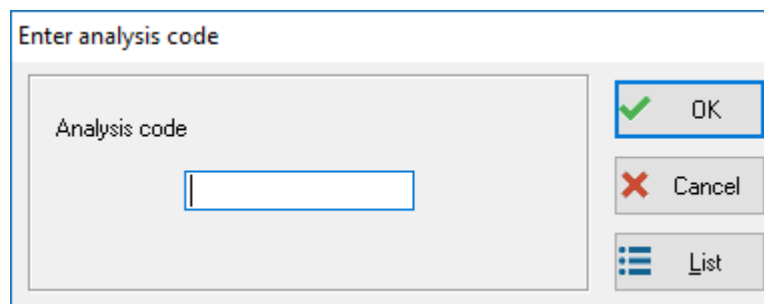 Enter analysis code
Analysis code
OK
Cancel
List